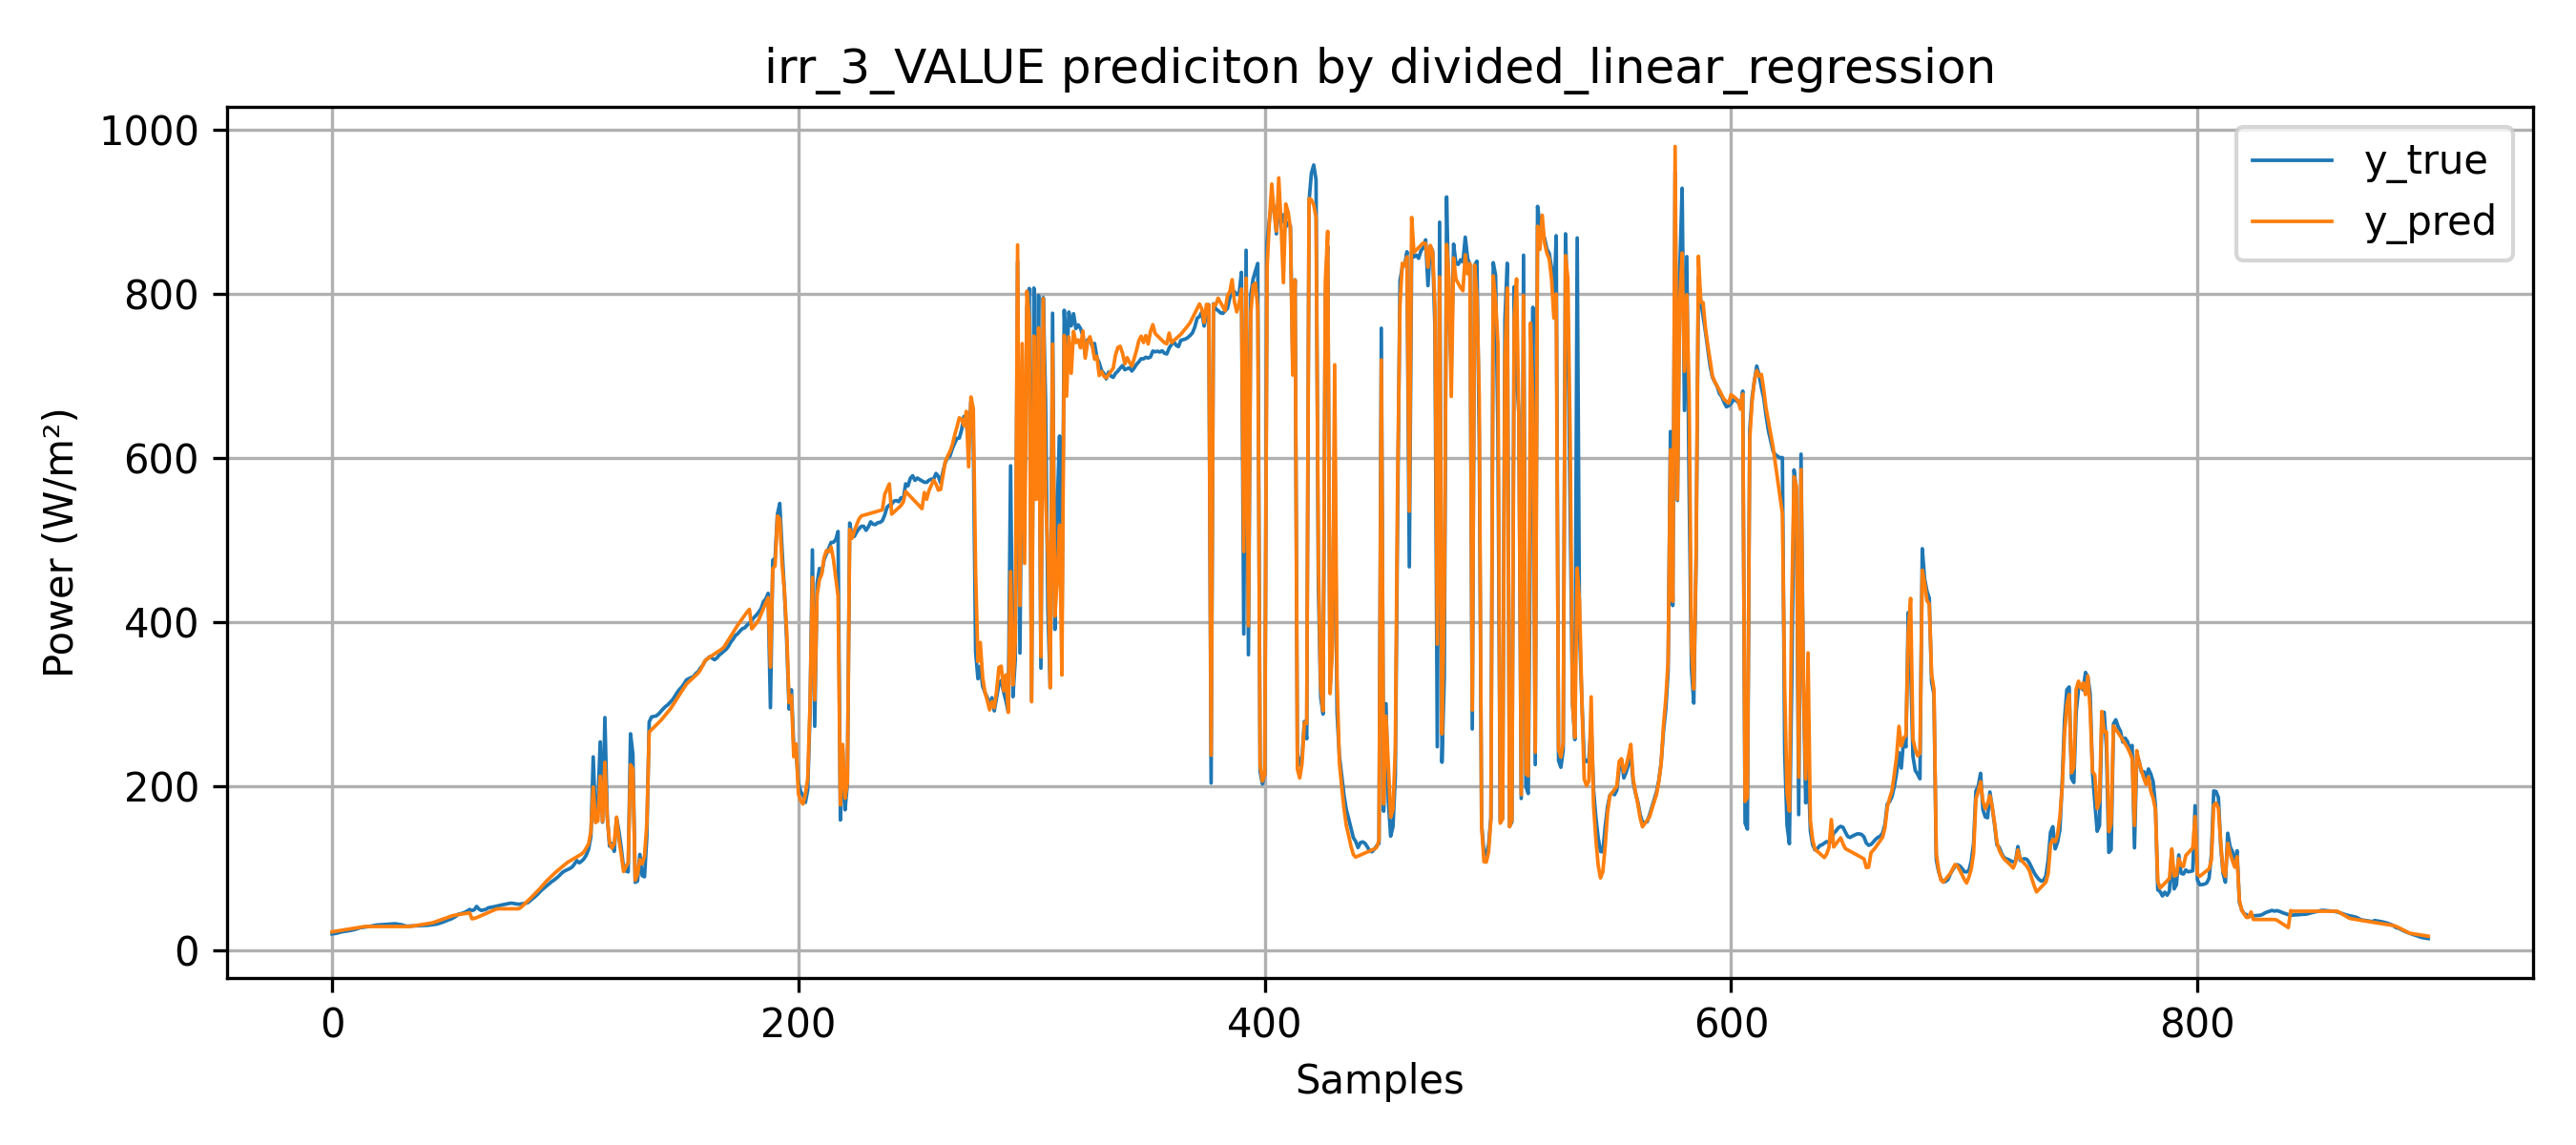 irr_3_VALUE prediciton by divided_linear_regression
1000
800
600
400
200
0
Power (W/m²)
y_true
y_pred
0 200 400 600 800
Samples